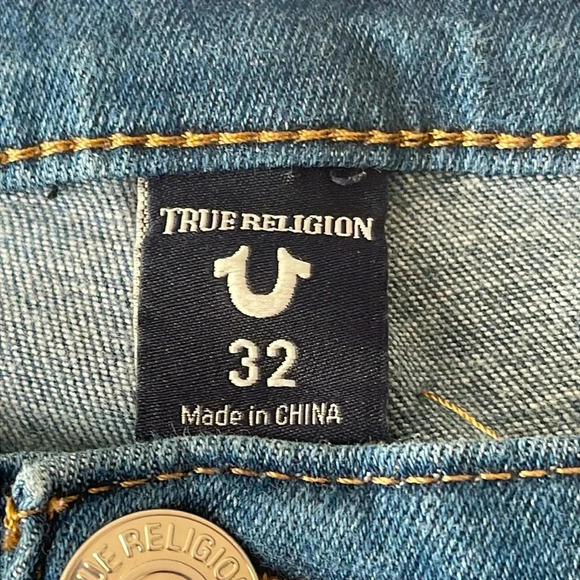 TRUE RELIGION
32
Made in CHINA
TRUE RELIGION